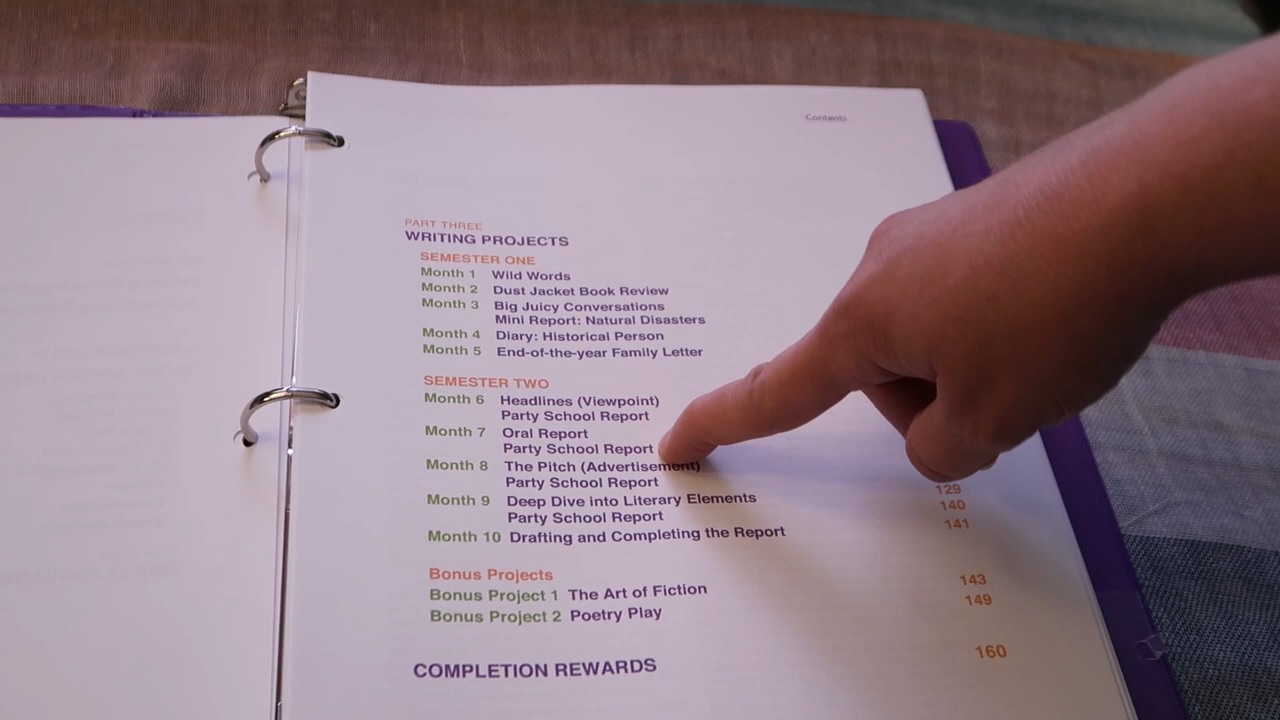 Contents
PART THREE
WRITING PROJECTS
SEMESTER ONE
Month 1 Wild Words
Month 2 Dust Jacket Book Review
Month 3 Big Juicy Conversations
Mini Report: Natural Disasters
Month 4 Diary: Historical Person
Month 5 End-of-the-year Family Letter
SEMESTER TWO
Month 6 Headlines (Viewpoint)
Party School Report
Month 7 Oral Report
Party School Report
Month 8 The Pitch (Advertisement)
Party School Report
Month 9 Deep Dive into Literary Elements 129
Party School Report 140
Month 10 Drafting and Completing the Report 141
Bonus Projects
Bonus Project 1 The Art of Fiction 143
Bonus Project 2 Poetry Play 149
COMPLETION REWARDS 160